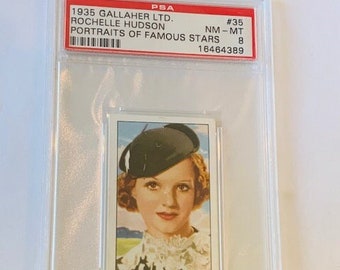 PSA
1935 GALLAHER LTD. #35
ROCHELLE HUDSON NM - MT
PORTRAITS OF FAMOUS STARS 8
16464389